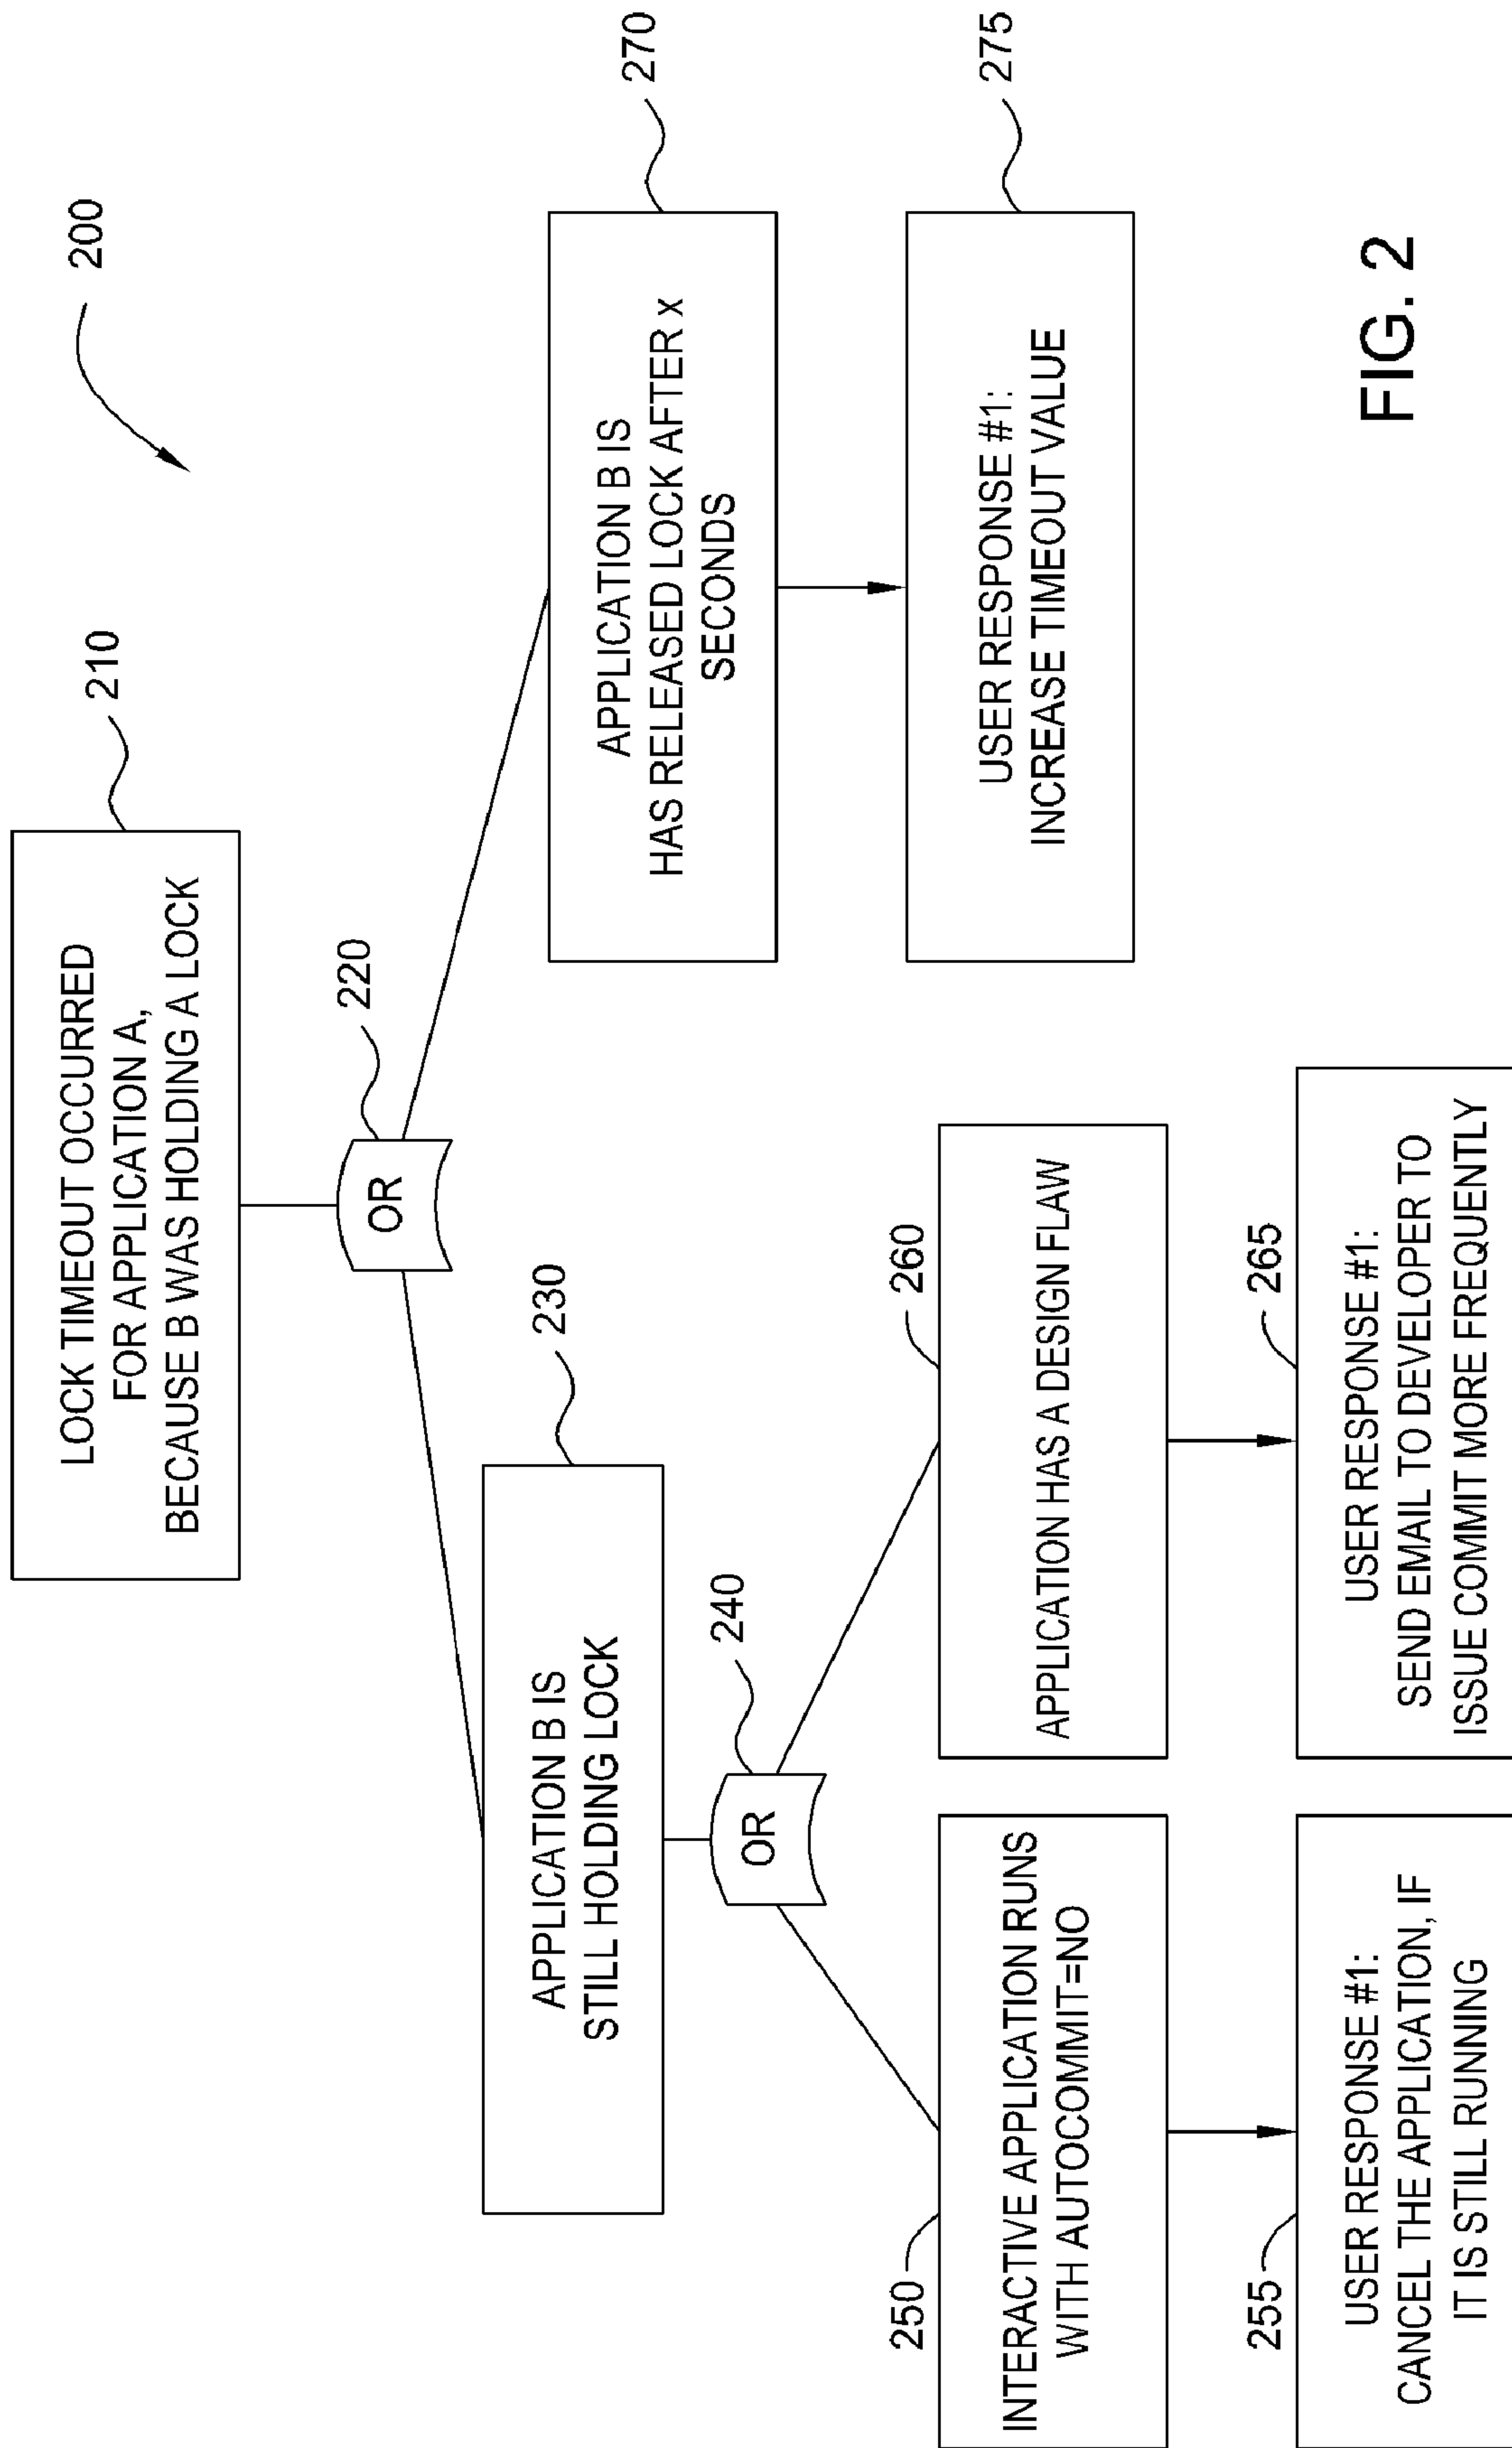 200
210
LOCK TIMEOUT OCCURRED
FOR APPLICATION A,
BECAUSE B WAS HOLDING A LOCK
220
OR
230
APPLICATION B IS
STILL HOLDING LOCK
270
APPLICATION B IS
HAS RELEASED LOCK AFTER x
SECONDS
240
OR
275
USER RESPONSE #1:
INCREASE TIMEOUT VALUE
250
INTERACTIVE APPLICATION RUNS
WITH AUTOCOMMIT=NO
260
APPLICATION HAS A DESIGN FLAW
255
USER RESPONSE #1:
CANCEL THE APPLICATION, IF
IT IS STILL RUNNING
265
USER RESPONSE #1:
SEND EMAIL TO DEVELOPER TO
ISSUE COMMIT MORE FREQUENTLY
FIG. 2